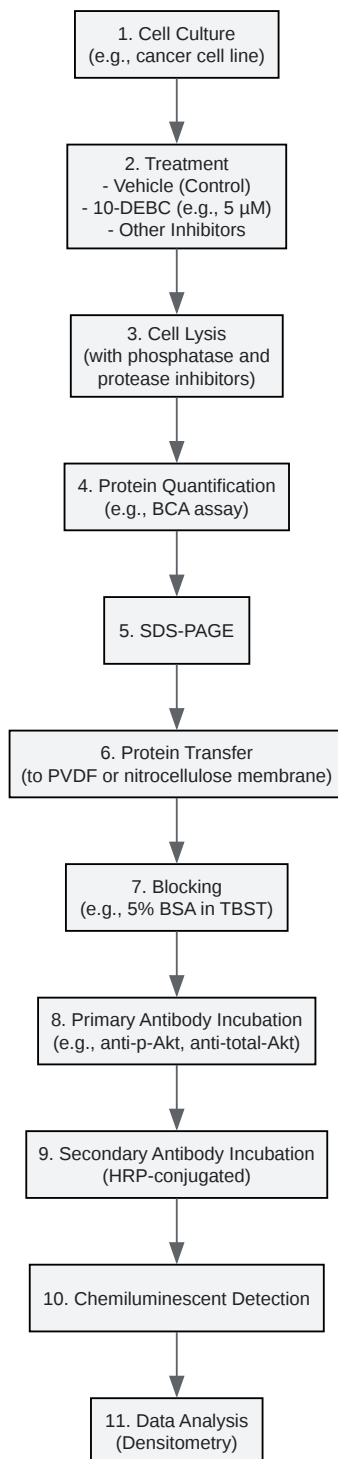 1. Cell Culture
(e.g., cancer cell line)
2. Treatment
- Vehicle (Control)
- 10-DEBC (e.g., 5 µM)
- Other Inhibitors
3. Cell Lysis
(with phosphatase and
protease inhibitors)
4. Protein Quantification
(e.g., BCA assay)
5. SDS-PAGE
6. Protein Transfer
(to PVDF or nitrocellulose membrane)
7. Blocking
(e.g., 5% BSA in TBST)
8. Primary Antibody Incubation
(e.g., anti-p-Akt, anti-total-Akt)
9. Secondary Antibody Incubation
(HRP-conjugated)
10. Chemiluminescent Detection
11. Data Analysis
(Densitometry)